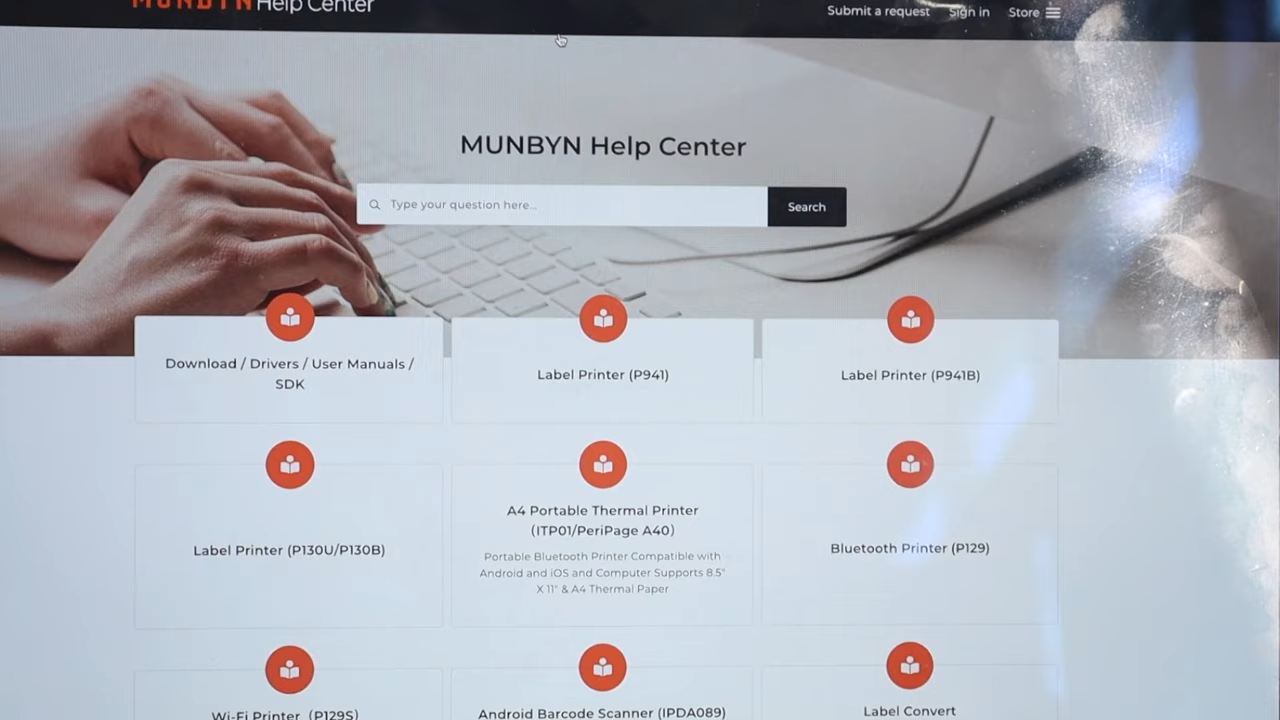 MUNBYN Help Center
Submit a request Sign in Store
MUNBYN Help Center
Type your question here...
Search
Download / Drivers / User Manuals /
SDK
Label Printer (P941)
Label Printer (P941B)
Label Printer (P130U/P130B)
A4 Portable Thermal Printer
(ITP01/PeriPage A40)
Portable Bluetooth Printer Compatible with
Android and iOS and Computer Supports 8.5"
X 11" & A4 Thermal Paper
Bluetooth Printer (P129)
Wi-Fi Printer (P129S)
Android Barcode Scanner (IPDA089)
Label Convert